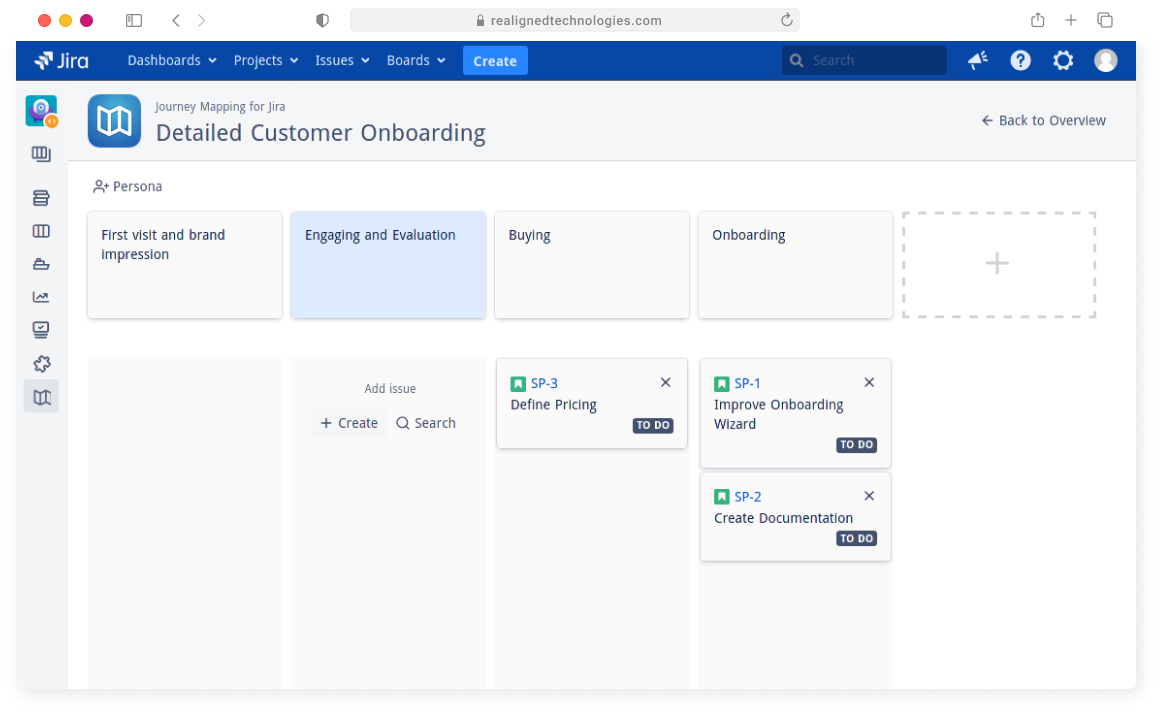 realignedtechnologies.com
Jira
Dashboards
Projects
Issues
Boards
Create
Search
Journey Mapping for Jira
Detailed Customer Onboarding
Back to Overview
Persona
First visit and brand
impression
Engaging and Evaluation
Buying
Onboarding
Add issue
Create
Search
SP-3
Define Pricing
TO DO
SP-1
Improve Onboarding
Wizard
TO DO
SP-2
Create Documentation
TO DO